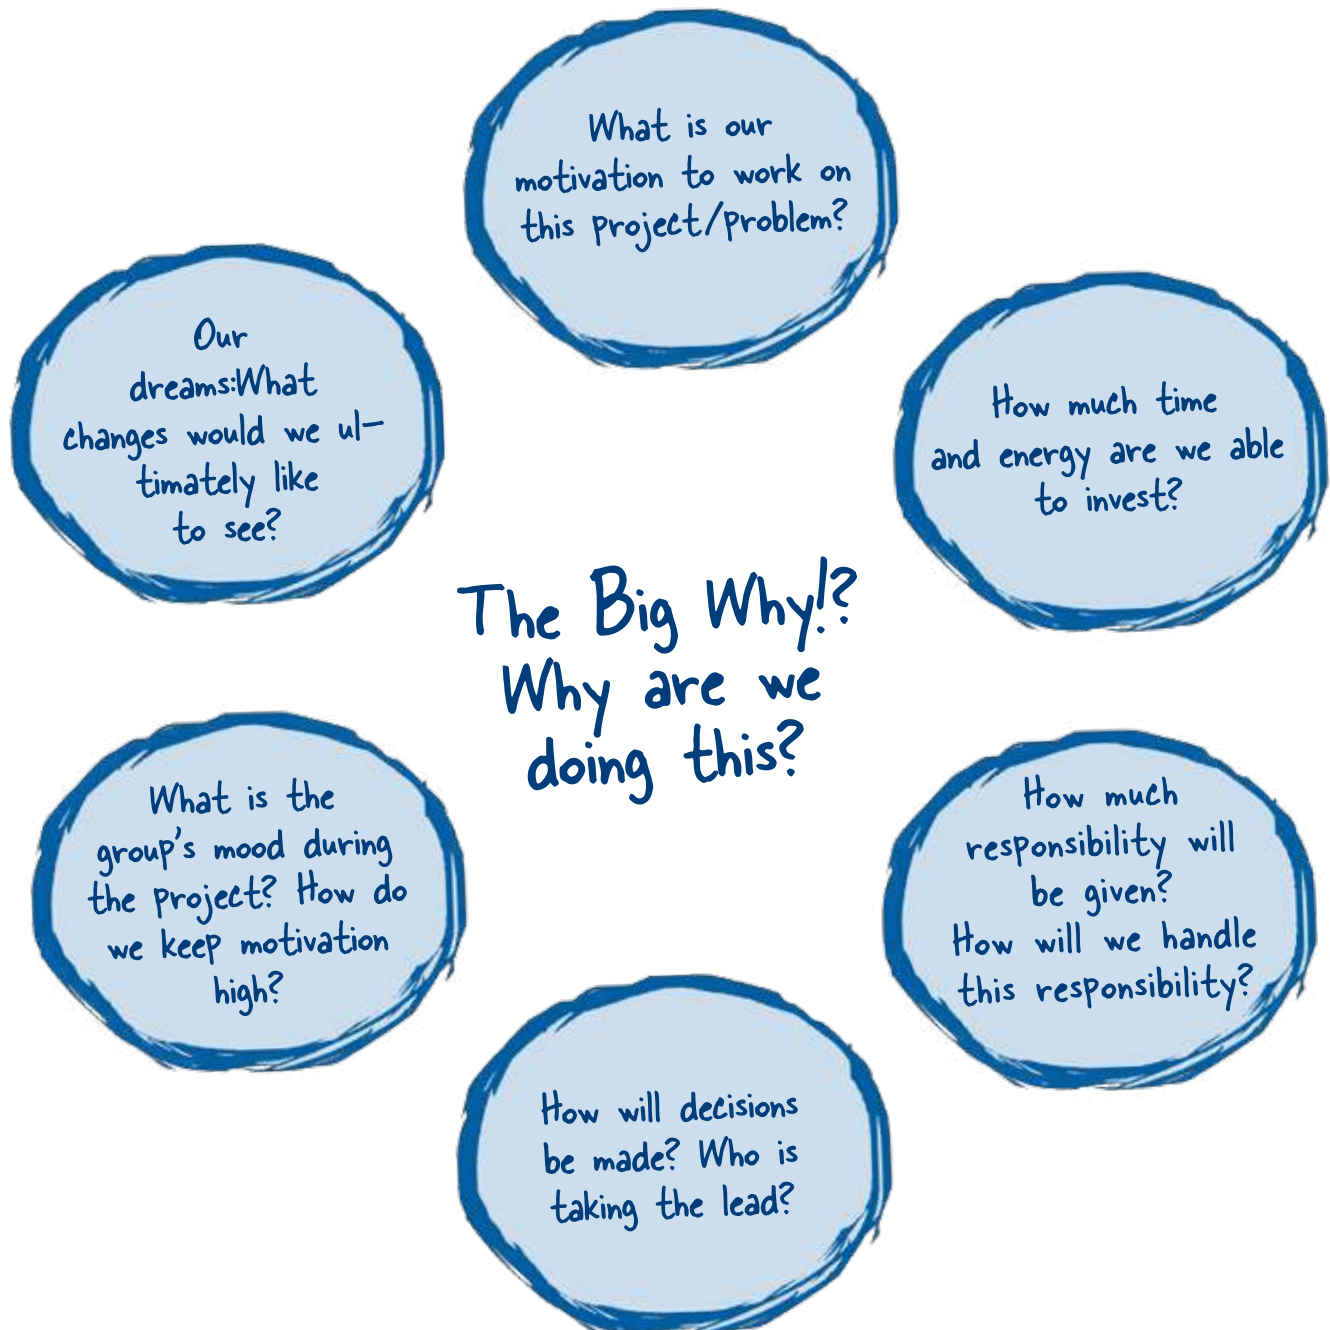 What is our
motivation to work on
this project/problem?
How much time
and energy are we able
to invest?
How much
responsibility will
be given?
How will we handle
this responsibility?
How will decisions
be made? Who is
taking the lead?
What is the
group's mood during
the project? How do
we keep motivation
high?
Our
dreams:What
changes would we ul-
timately like
to see?
The Big Why!?
Why are we
doing this?